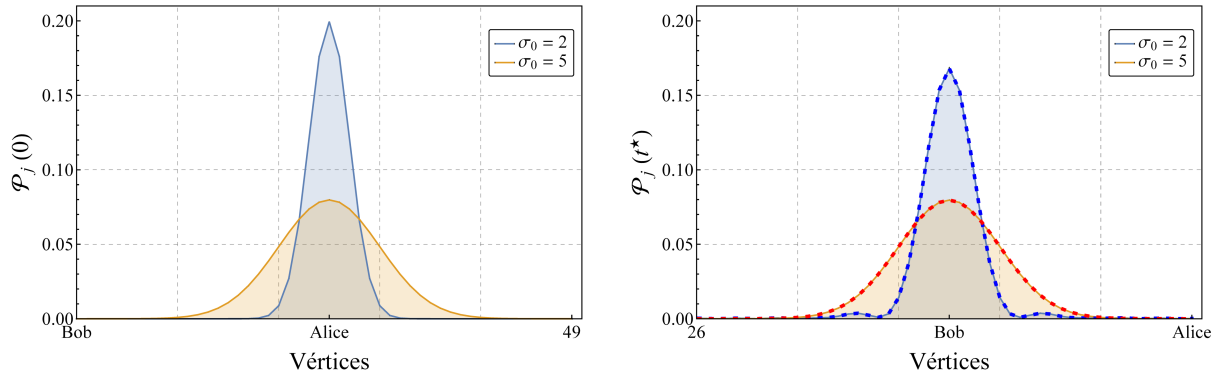 0.20
0.15
0.10
0.05
0.00
𝒫j (0)
σ0 = 2
σ0 = 5
Bob
Alice
49
Vértices
0.20
0.15
0.10
0.05
0.00
𝒫j (t★)
σ0 = 2
σ0 = 5
26
Bob
Alice
Vértices